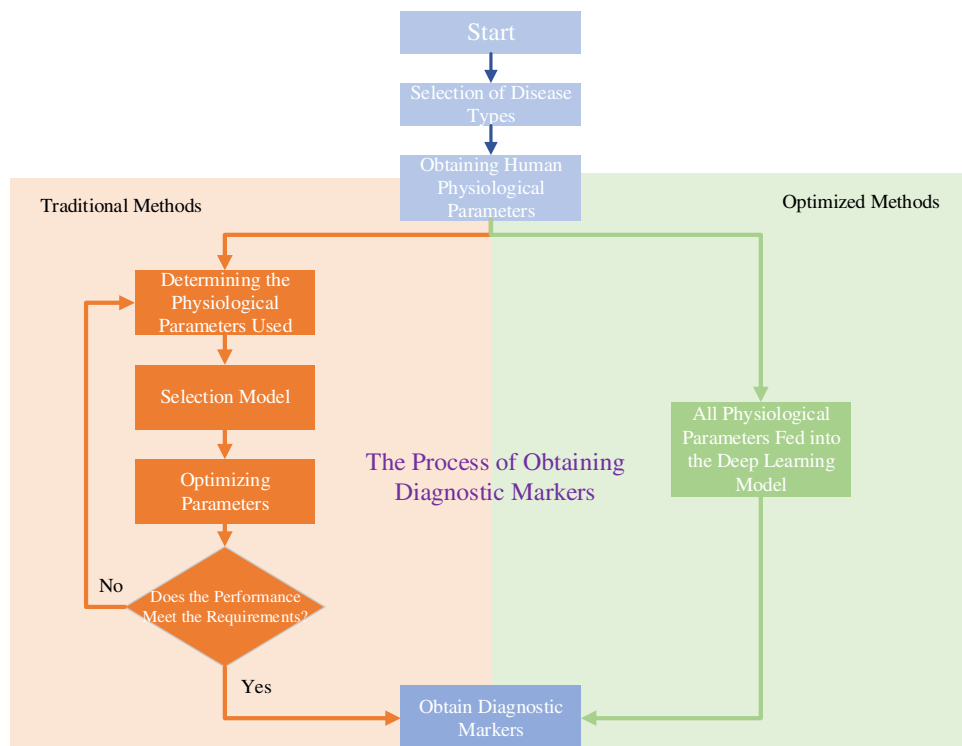 Start
Selection of Disease
Types
Obtaining Human
Physiological
Parameters
Traditional Methods
Optimized Methods
Determining the
Physiological
Parameters Used
Selection Model
All Physiological
Parameters Fed into
the Deep Learning
Model
The Process of Obtaining
Diagnostic Markers
Optimizing
Parameters
No
Does the Performance
Meet the Requirements?
Yes
Obtain Diagnostic
Markers